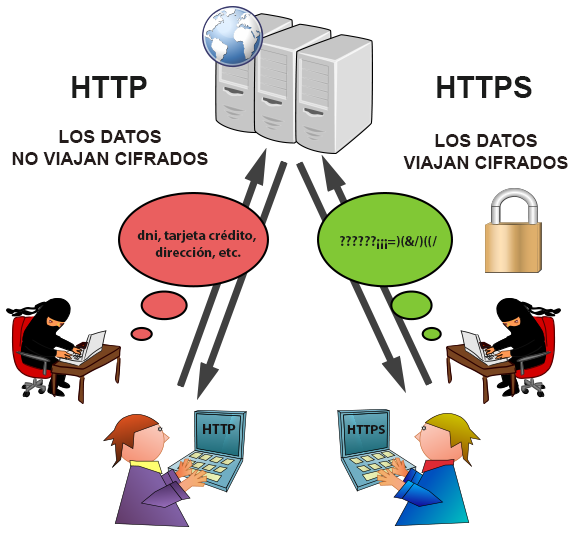 HTTP
LOS DATOS
NO VIAJAN CIFRADOS
HTTPS
LOS DATOS
VIAJAN CIFRADOS
dni, tarjeta crédito,
dirección, etc.
??????¡¡¡=)(&/)((/
HTTP
HTTPS